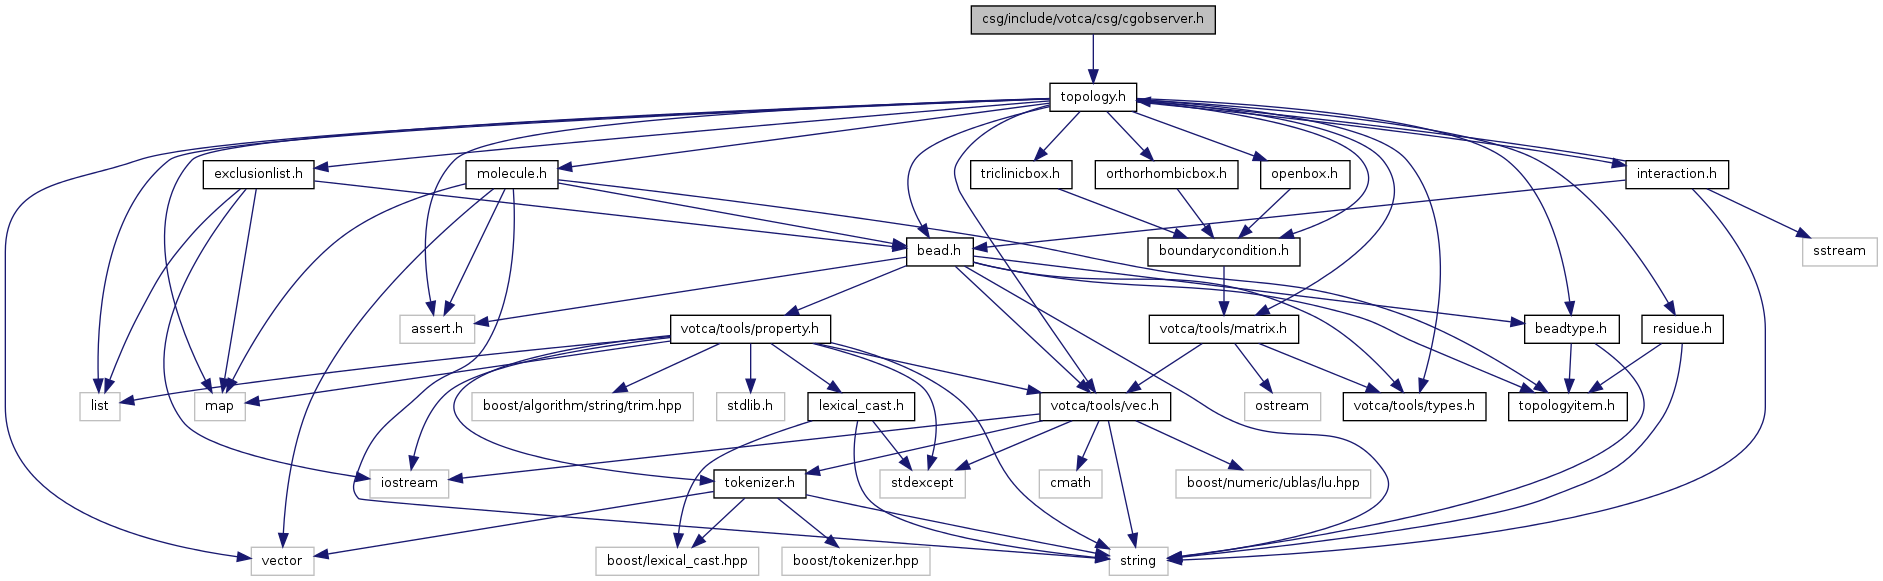 csg/include/votca/csg/cgobserver.h
topology.h
exclusionlist.h
molecule.h
triclinicbox.h
orthorhombicbox.h
openbox.h
interaction.h
bead.h
boundarycondition.h
sstream
assert.h
votca/tools/property.h
votca/tools/matrix.h
beadtype.h
residue.h
list
map
boost/algorithm/string/trim.hpp
stdlib.h
lexical_cast.h
votca/tools/vec.h
ostream
votca/tools/types.h
topologyitem.h
iostream
tokenizer.h
stdexcept
cmath
boost/numeric/ublas/lu.hpp
vector
boost/lexical_cast.hpp
boost/tokenizer.hpp
string